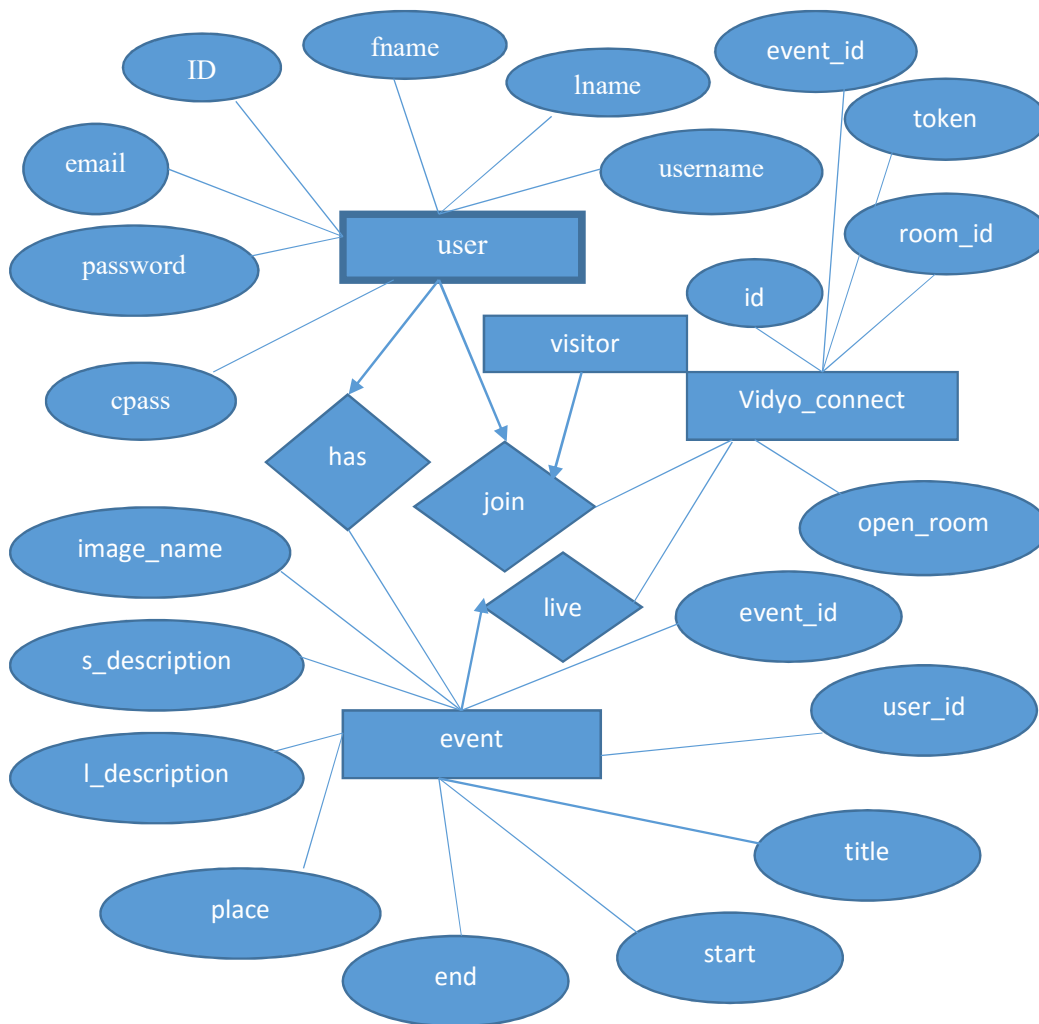 fname
event_id
ID
lname
token
email
username
room_id
password
user
id
visitor
cpass
Vidyo_connect
has
join
open_room
image_name
live
event_id
s_description
user_id
event
l_description
title
place
start
end